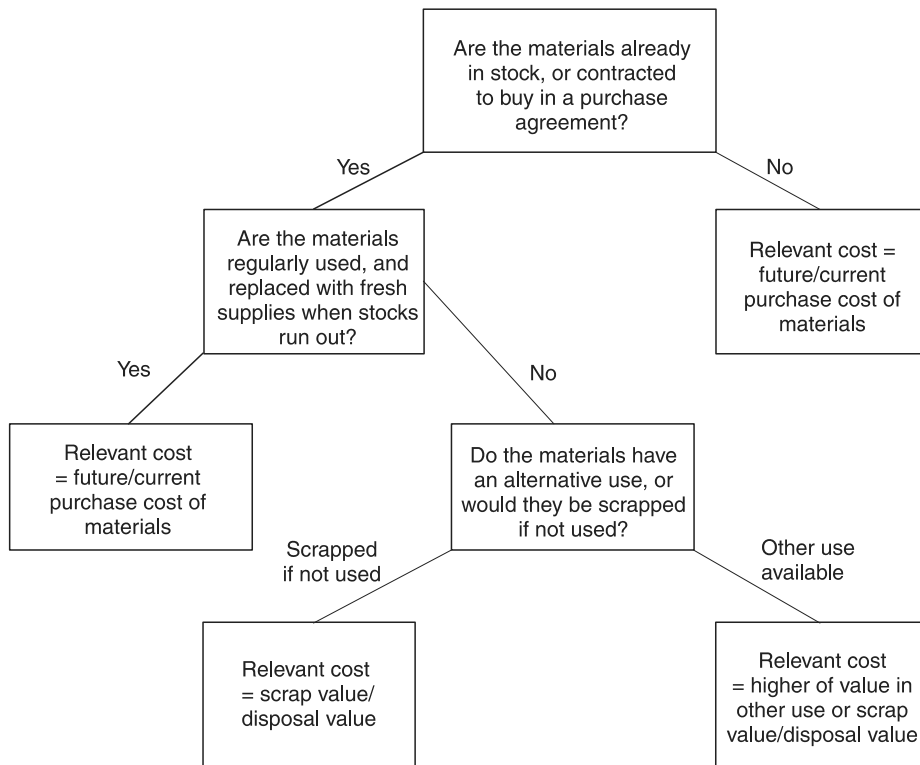 Are the materials already
in stock, or contracted
to buy in a purchase
agreement?
Yes
No
Are the materials
regularly used, and
replaced with fresh
supplies when stocks
run out?
Relevant cost =
future/current
purchase cost of
materials
Yes
No
Relevant cost
= future/current
purchase cost of
materials
Do the materials have
an alternative use, or
would they be scrapped
if not used?
Scrapped
if not used
Other use
available
Relevant cost
= scrap value/
disposal value
Relevant cost
= higher of value in
other use or scrap
value/disposal value